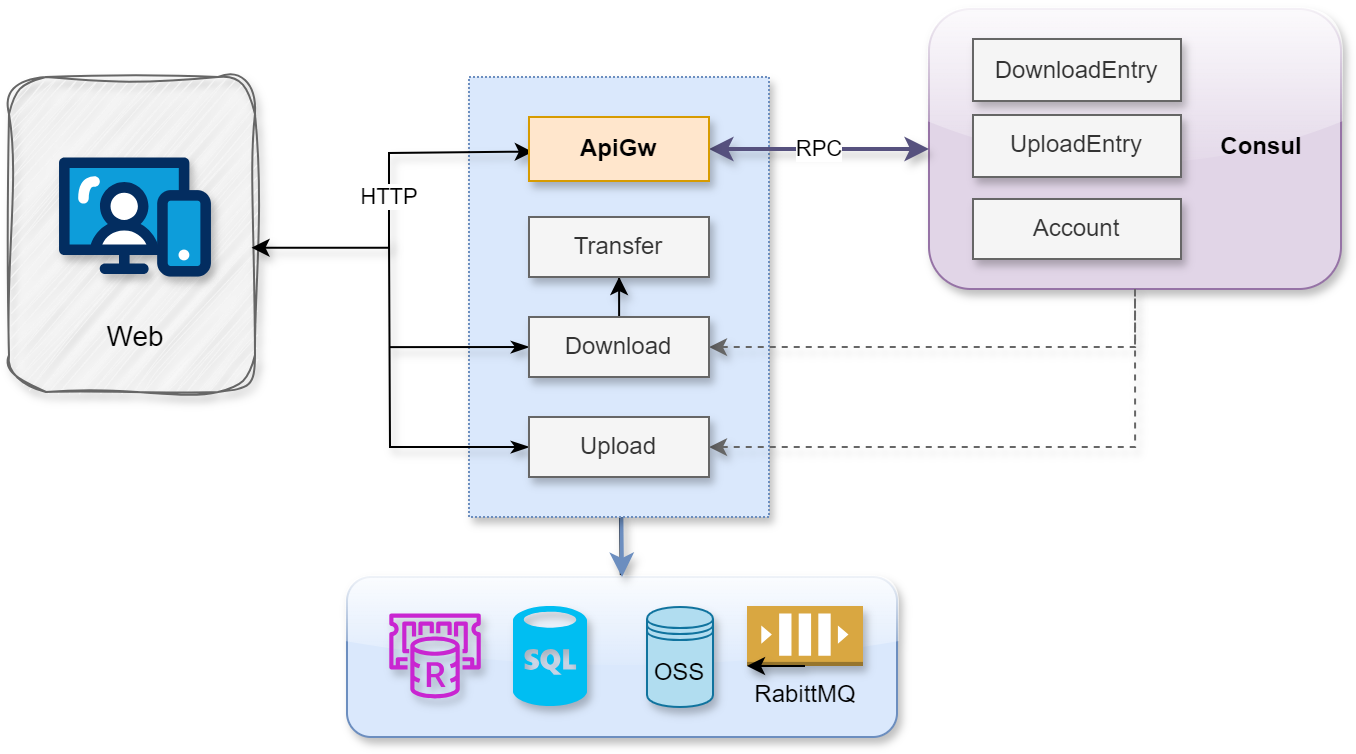 DownloadEntry
ApiGw
RPC
UploadEntry
Consul
HTTP
Transfer
Account
Web
Download
Upload
R
SQL
OSS
RabittMQ